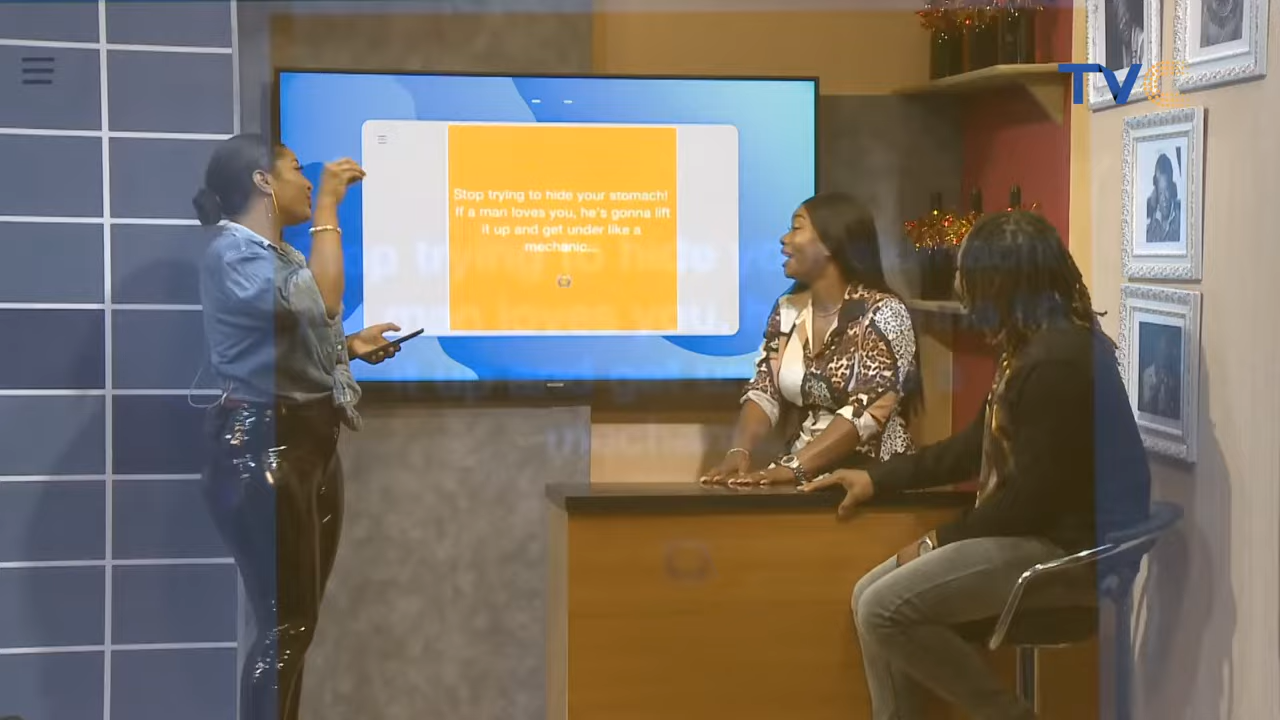 TVC
Stop trying to hide your stomach!
If a man loves you, he's gonna lift
it up and get under like a
mechanic...